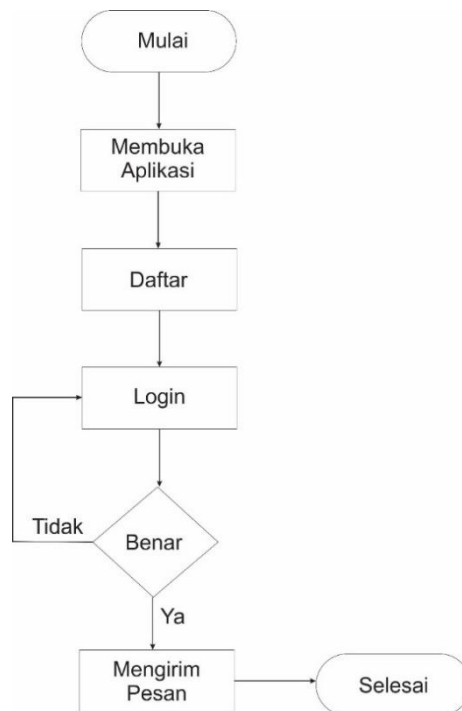 Mulai
Membuka
Aplikasi
Daftar
Login
Tidak
Benar
Ya
Mengirim
Pesan
Selesai